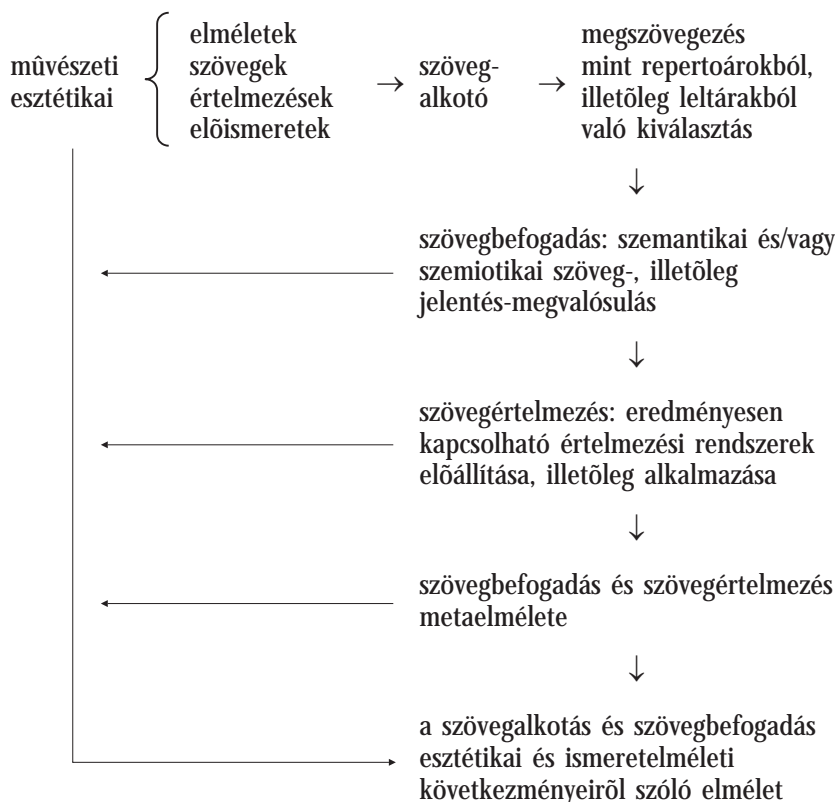 mûvészeti
esztétikai
elméletek
szövegek
értelmezések
elõismeretek
→ szöveg-
alkotó
→ megszövegezés
mint repertoárokból,
illetõleg leltárakból
való kiválasztás
↓
szövegbefogadás: szemantikai és/vagy
szemiotikai szöveg-, illetõleg
jelentés-megvalósulás
↓
szövegértelmezés: eredményesen
kapcsolható értelmezési rendszerek
elõállítása, illetõleg alkalmazása
↓
szövegbefogadás és szövegértelmezés
metaelmélete
↓
a szövegalkotás és szövegbefogadás
esztétikai és ismeretelméleti
következményeirõl szóló elmélet